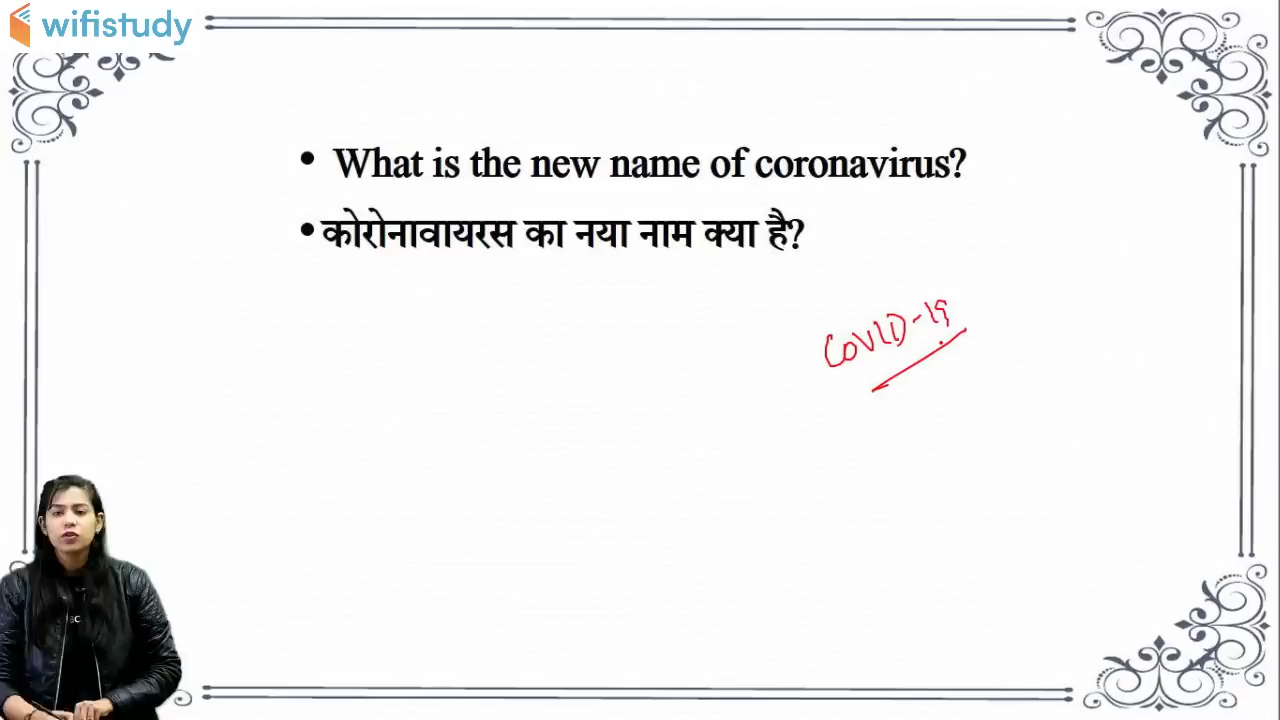 wifistudy
• What is the new name of coronavirus?
• कोरोनावायरस का नया नाम क्या है?
COVID-19